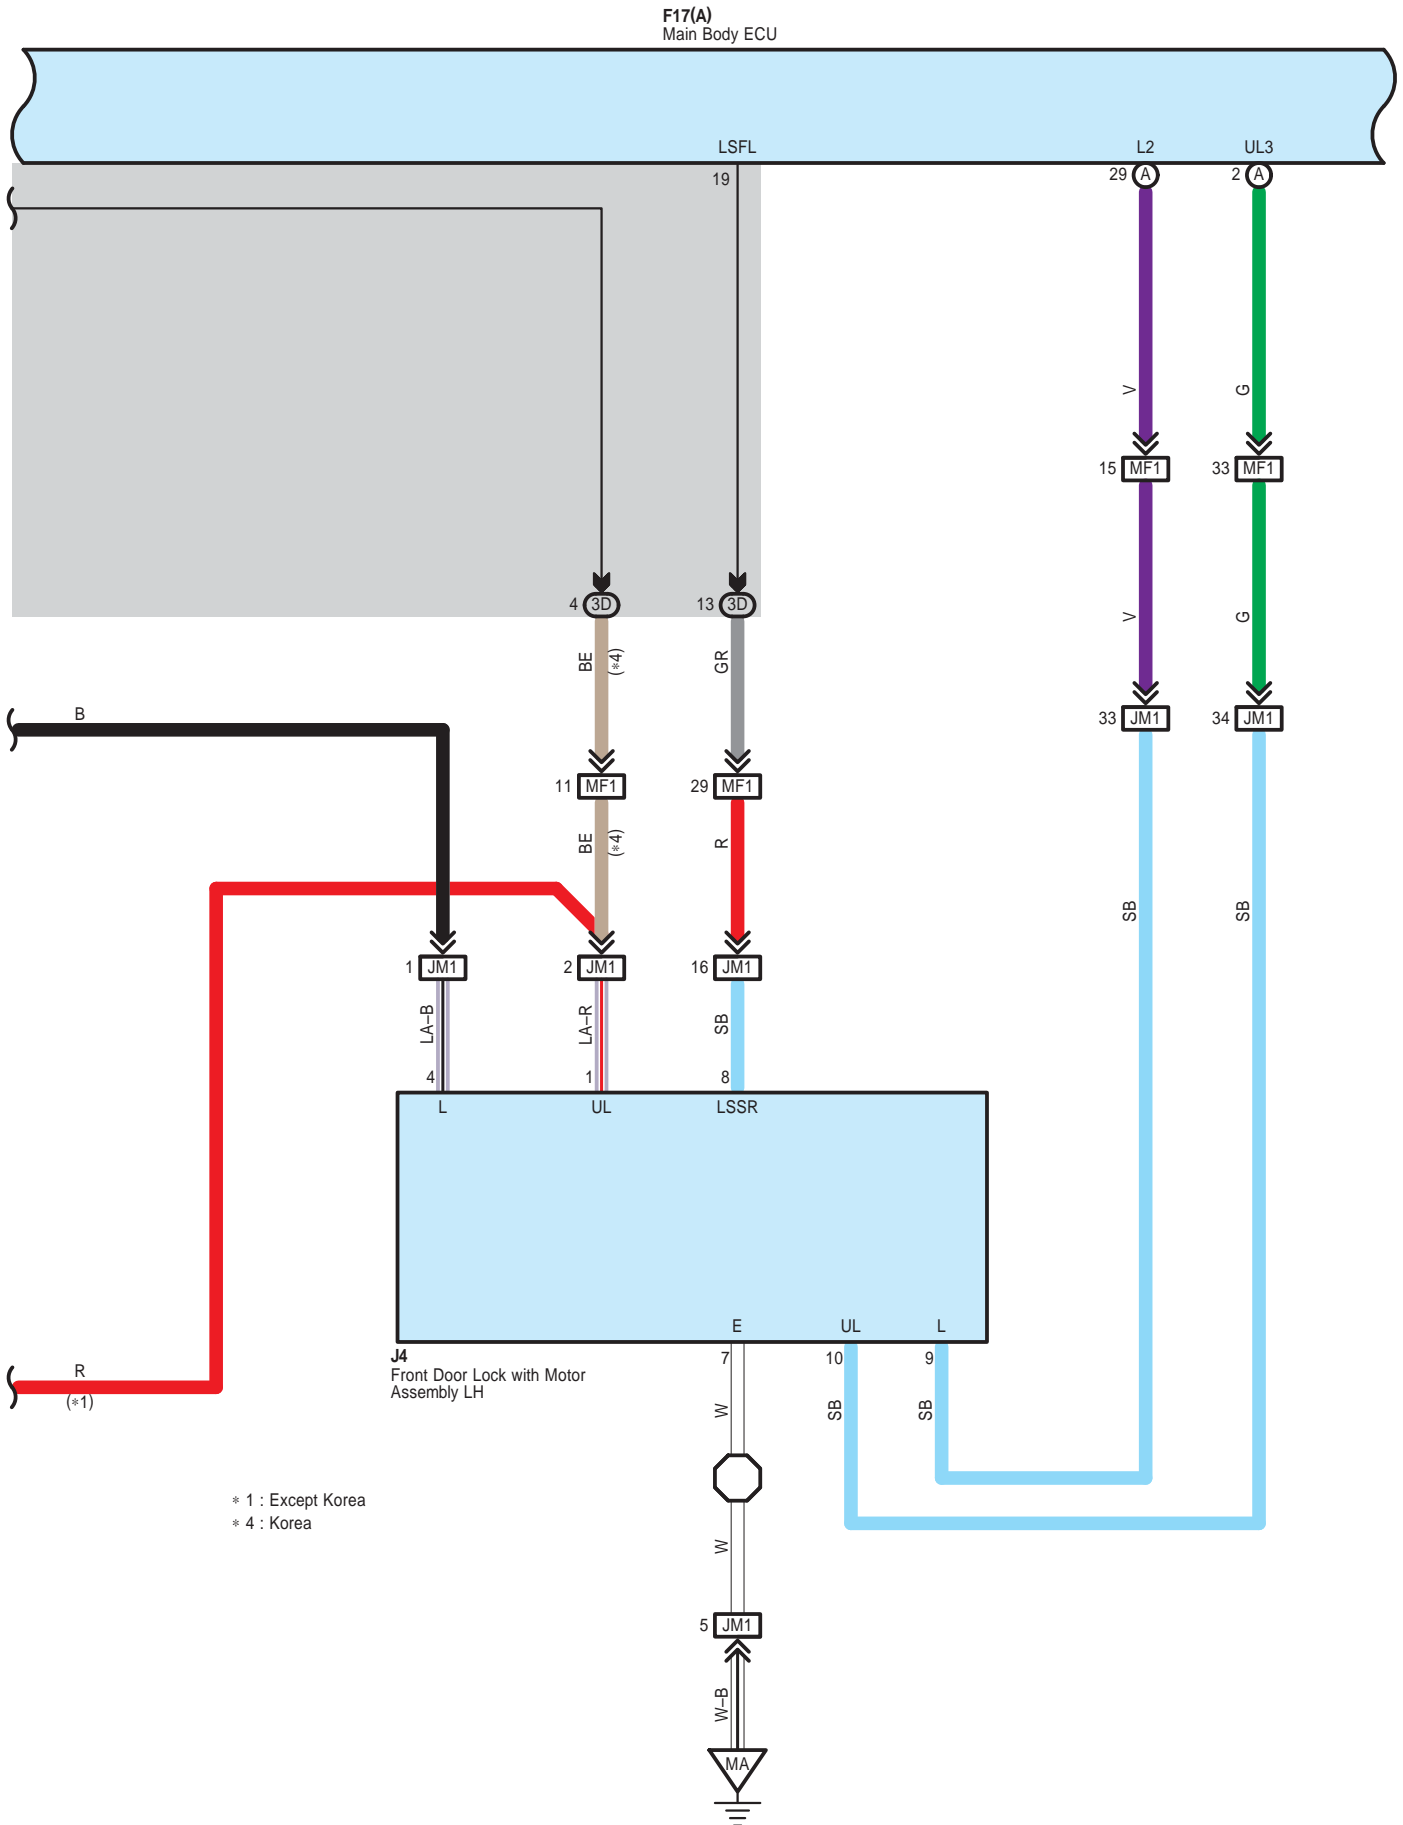 F17(A)
Main Body ECU
LSFL
L2
UL3
19
29 A
2 A
V
G
15 MF1
33 MF1
4 3D
13 3D
V
G
BE
(*4)
GR
B
33 JM1
34 JM1
11 MF1
29 MF1
BE
(*4)
R
SB
SB
1 JM1
2 JM1
16 JM1
LA-B
LA-R
SB
4
1
8
L
UL
LSSR
E
UL
L
J4
Front Door Lock with Motor
Assembly LH
7
10
9
R
(*1)
W
SB
SB
* 1 : Except Korea
* 4 : Korea
W
5 JM1
W-B
MA